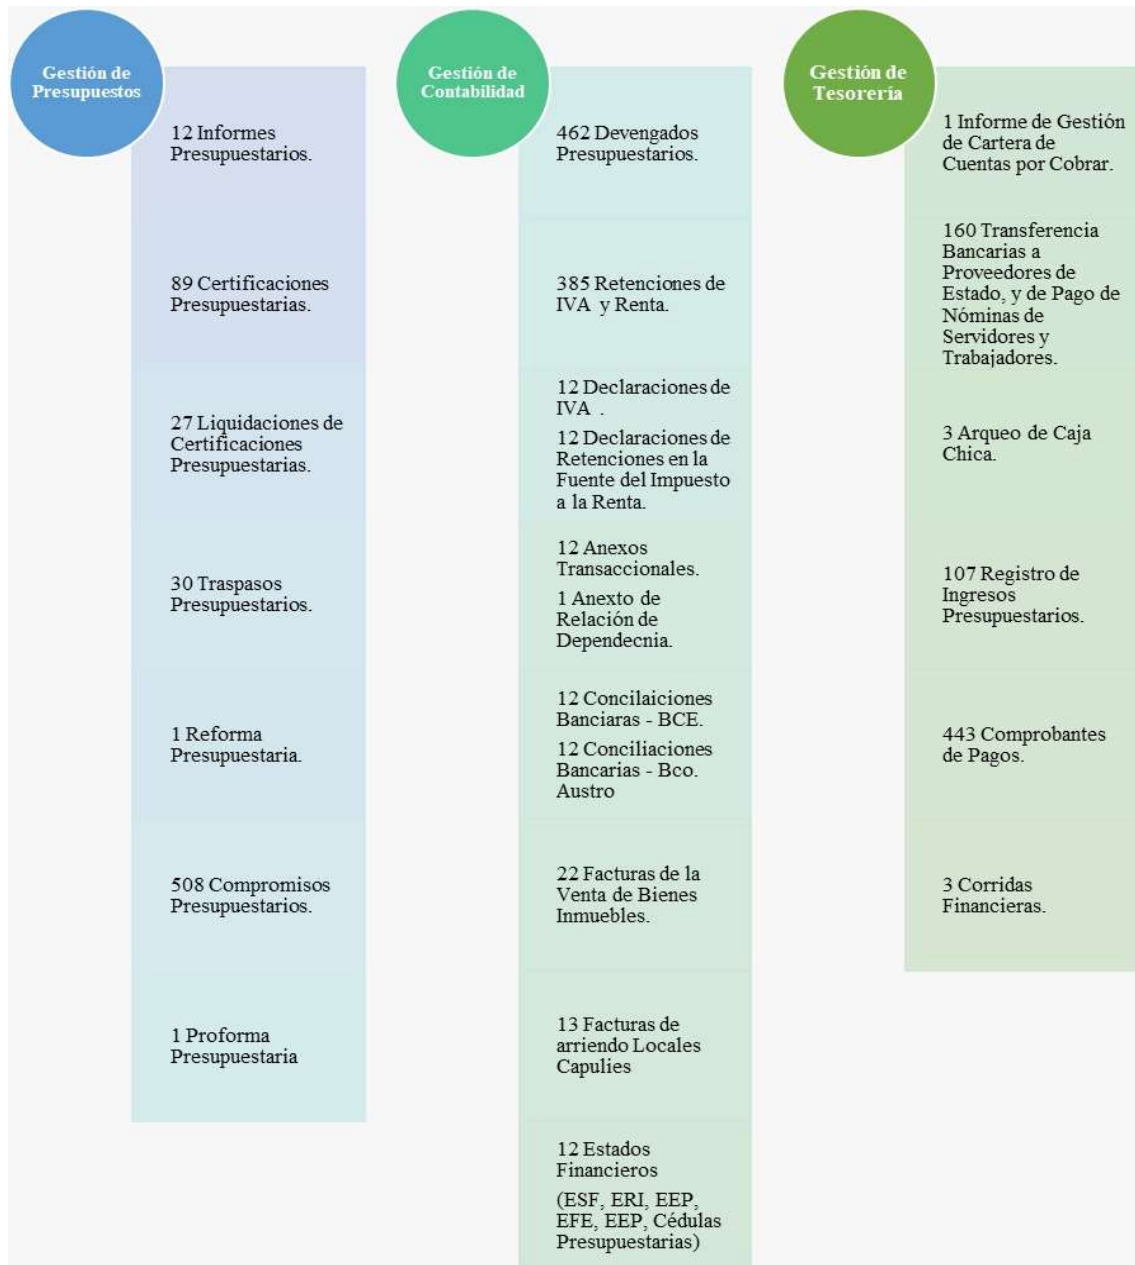 Gestión de
Presupuestos
12 Informes
Presupuestarios.
89 Certificaciones
Presupuestarias.
27 Liquidaciones de
Certificaciones
Presupuestarias.
30 Traspasos
Presupuestarios.
1 Reforma
Presupuestaria.
508 Compromisos
Presupuestarios.
1 Proforma
Presupuestaria
Gestión de
Contabilidad
462 Devengados
Presupuestarios.
385 Retenciones de
IVA y Renta.
12 Declaraciones de
IVA .
12 Declaraciones de
Retenciones en la
Fuente del Impuesto
a la Renta.
12 Anexos
Transaccionales.
1 Anexto de
Relación de
Dependecnia.
12 Concilaiciones
Banciaras - BCE.
12 Conciliaciones
Bancarias - Bco.
Austro
22 Facturas de la
Venta de Bienes
Inmuebles.
13 Facturas de
arriendo Locales
Capulies
12 Estados
Financieros
(ESF, ERI, EEP,
EFE, EEP, Cédulas
Presupuestarias)
Gestión de
Tesorería
1 Informe de Gestión
de Cartera de
Cuentas por Cobrar.
160 Transferencia
Bancarias a
Proveedores de
Estado, y de Pago de
Nóminas de
Servidores y
Trabajadores.
3 Arqueo de Caja
Chica.
107 Registro de
Ingresos
Presupuestarios.
443 Comprobantes
de Pagos.
3 Corridas
Financieras.